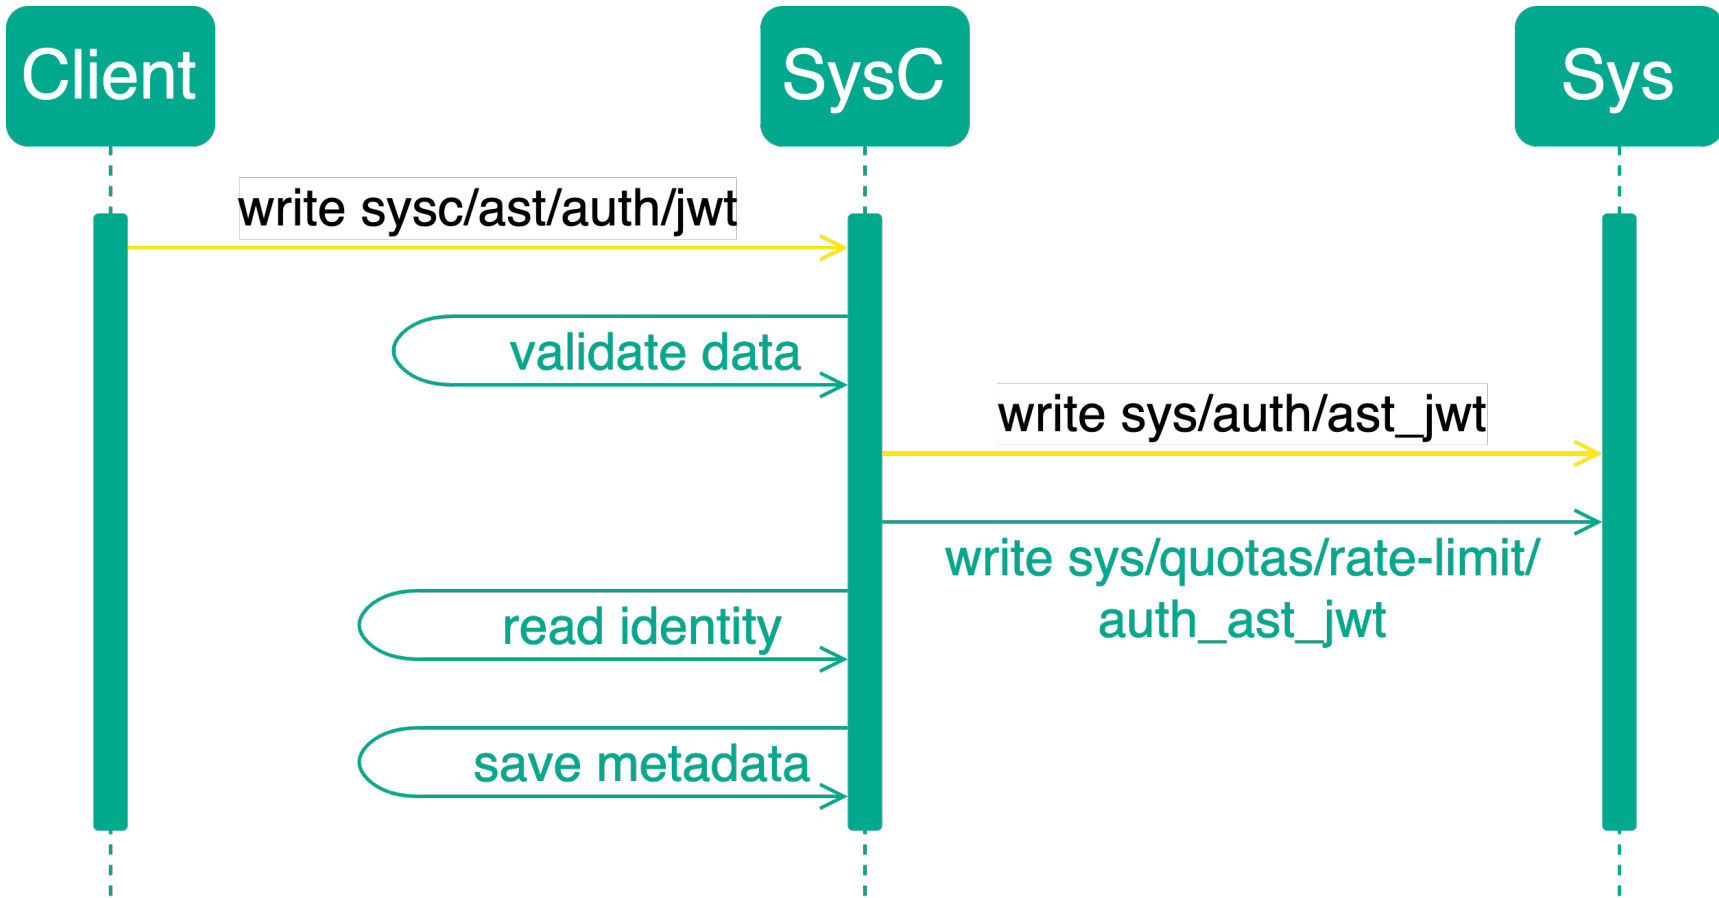 Client
SysC
Sys
write sysc/ast/auth/jwt
validate data
write sys/auth/ast_jwt
write sys/quotas/rate-limit/
auth_ast_jwt
read identity
save metadata